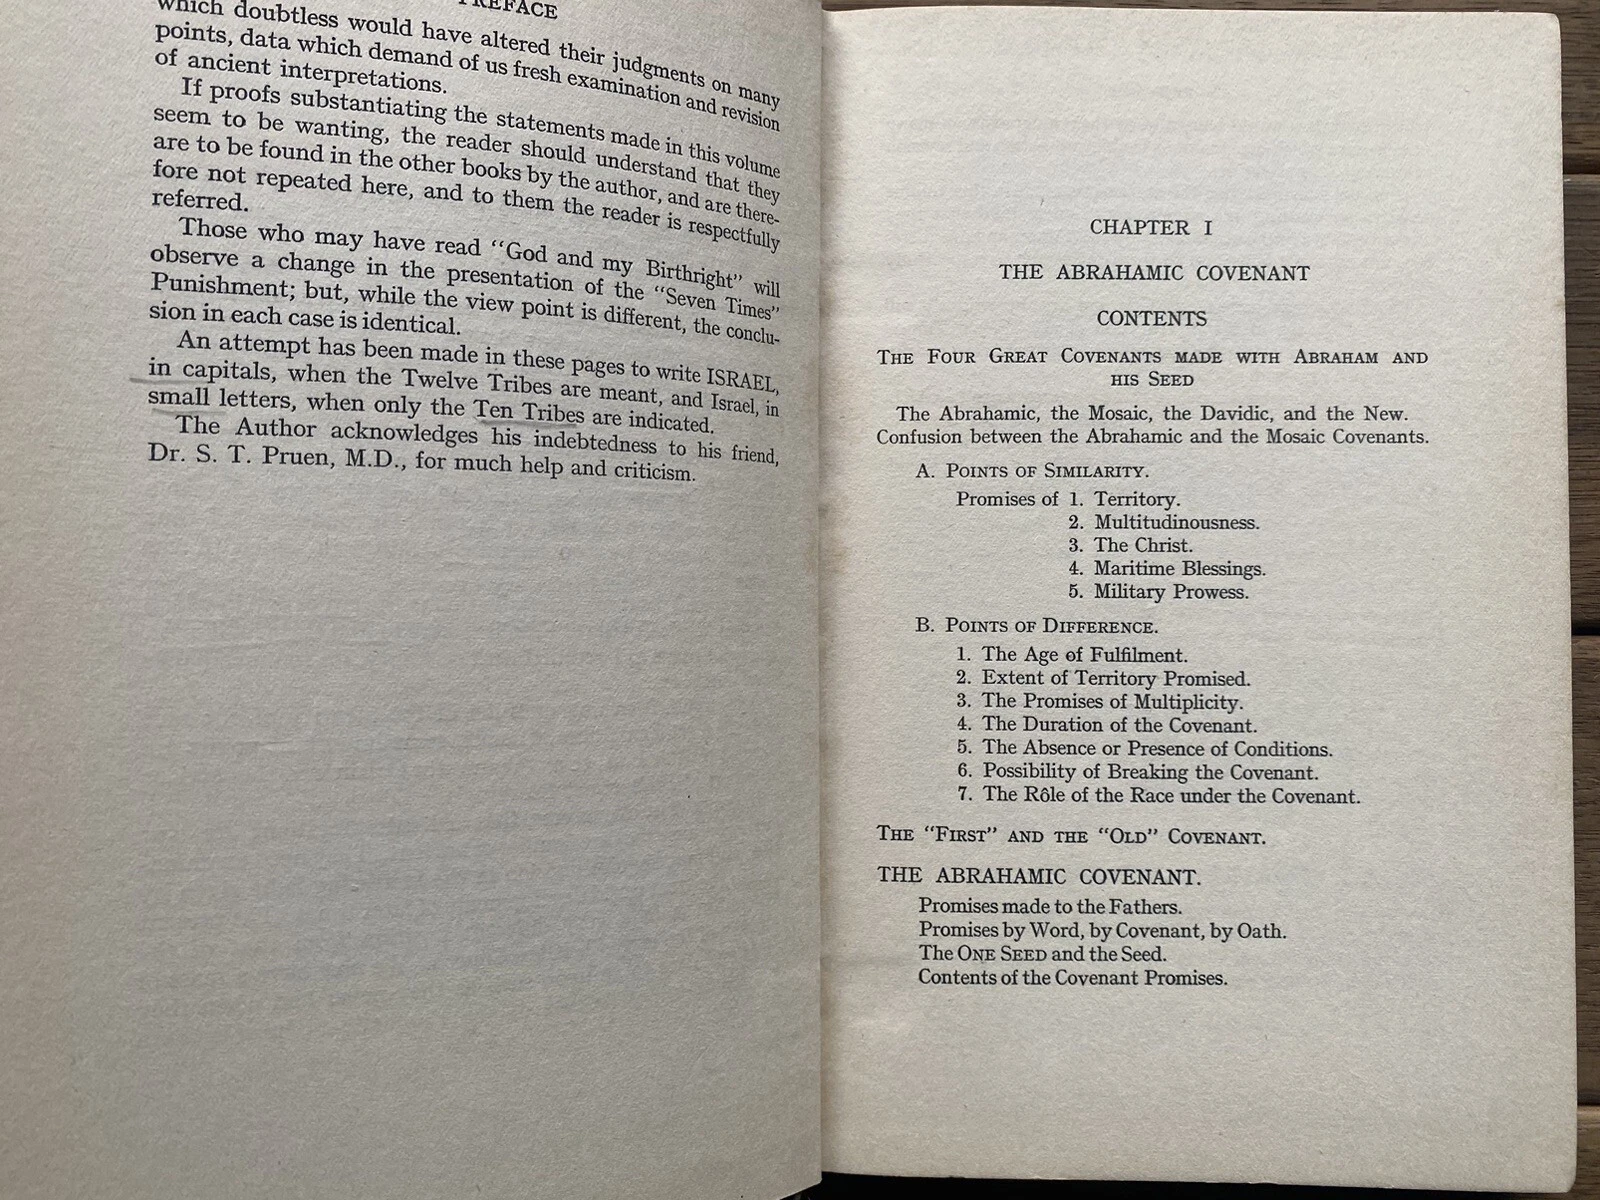 PREFACE
which doubtless would have altered their judgments on many
points, data which demand of us fresh examination and revision
of ancient interpretations.
If proofs substantiating the statements made in this volume
seem to be wanting, the reader should understand that they
are to be found in the other books by the author, and are there-
fore not repeated here, and to them the reader is respectfully
referred.
Those who may have read "God and my Birthright" will
observe a change in the presentation of the "Seven Times"
Punishment; but, while the view point is different, the conclu-
sion in each case is identical.
An attempt has been made in these pages to write ISRAEL,
in capitals, when the Twelve Tribes are meant, and Israel, in
small letters, when only the Ten Tribes are indicated.
The Author acknowledges his indebtedness to his friend,
Dr. S. T. Pruen, M.D., for much help and criticism.
CHAPTER I
THE ABRAHAMIC COVENANT
CONTENTS
The Four Great Covenants made with Abraham and
his Seed
The Abrahamic, the Mosaic, the Davidic, and the New.
Confusion between the Abrahamic and the Mosaic Covenants.
A. Points of Similarity.
Promises of 1. Territory.
2. Multitudinousness.
3. The Christ.
4. Maritime Blessings.
5. Military Prowess.
B. Points of Difference.
1. The Age of Fulfilment.
2. Extent of Territory Promised.
3. The Promises of Multiplicity.
4. The Duration of the Covenant.
5. The Absence or Presence of Conditions.
6. Possibility of Breaking the Covenant.
7. The Rôle of the Race under the Covenant.
The "First" and the "Old" Covenant.
THE ABRAHAMIC COVENANT.
Promises made to the Fathers.
Promises by Word, by Covenant, by Oath.
The One Seed and the Seed.
Contents of the Covenant Promises.